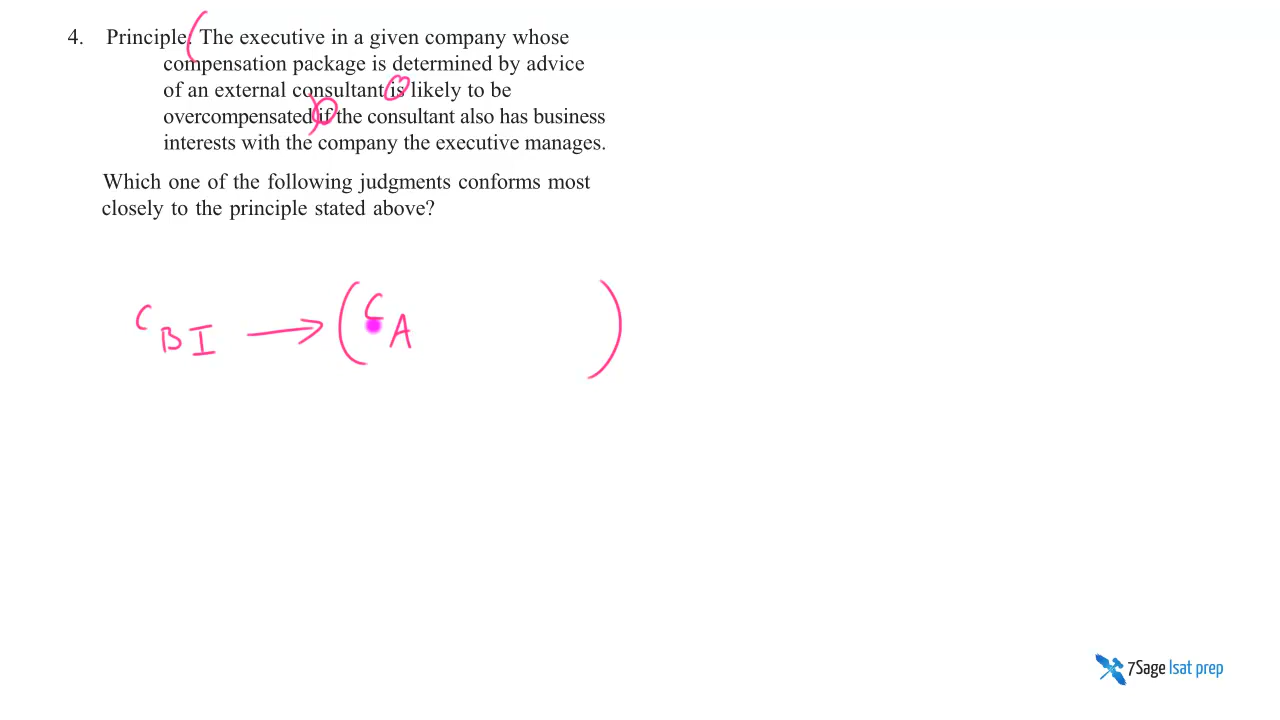 4. Principle: The executive in a given company whose
compensation package is determined by advice
of an external consultant is likely to be
overcompensated if the consultant also has business
interests with the company the executive manages.
Which one of the following judgments conforms most
closely to the principle stated above?
C BI → ( C A )
7Sage lsat prep